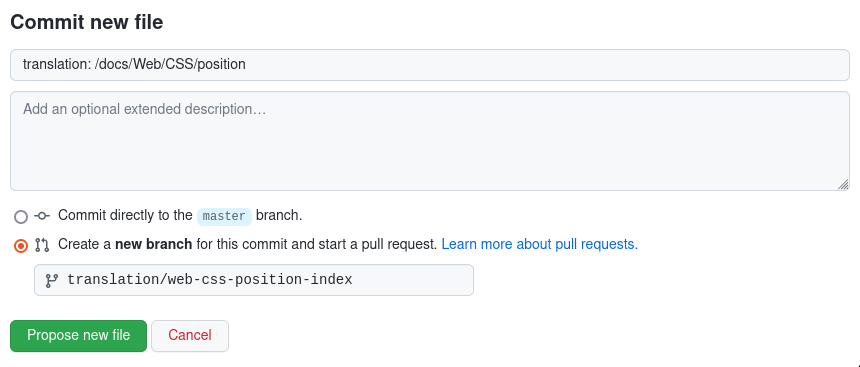 Commit new file
translation: /docs/Web/CSS/position
Add an optional extended description…
Commit directly to the master branch.
Create a new branch for this commit and start a pull request. Learn more about pull requests.
translation/web-css-position-index
Propose new file
Cancel